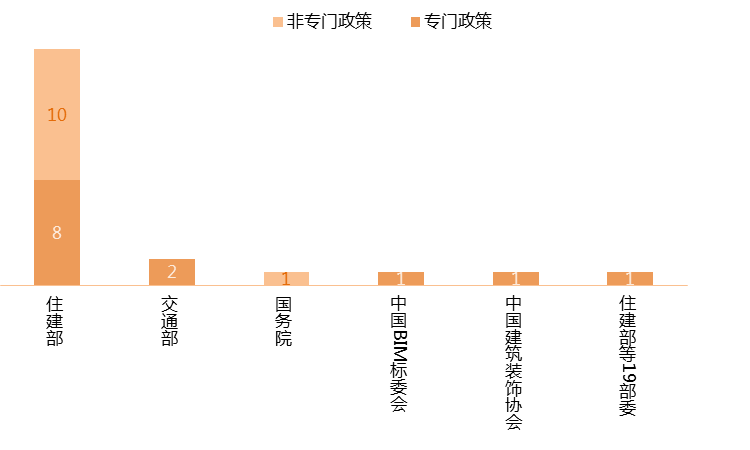 非专门政策 专门政策
10
8
2
1
1
1
1
住建部
交通部
国务院
中国BIM标委会
中国建筑装饰协会
住建部等19部委